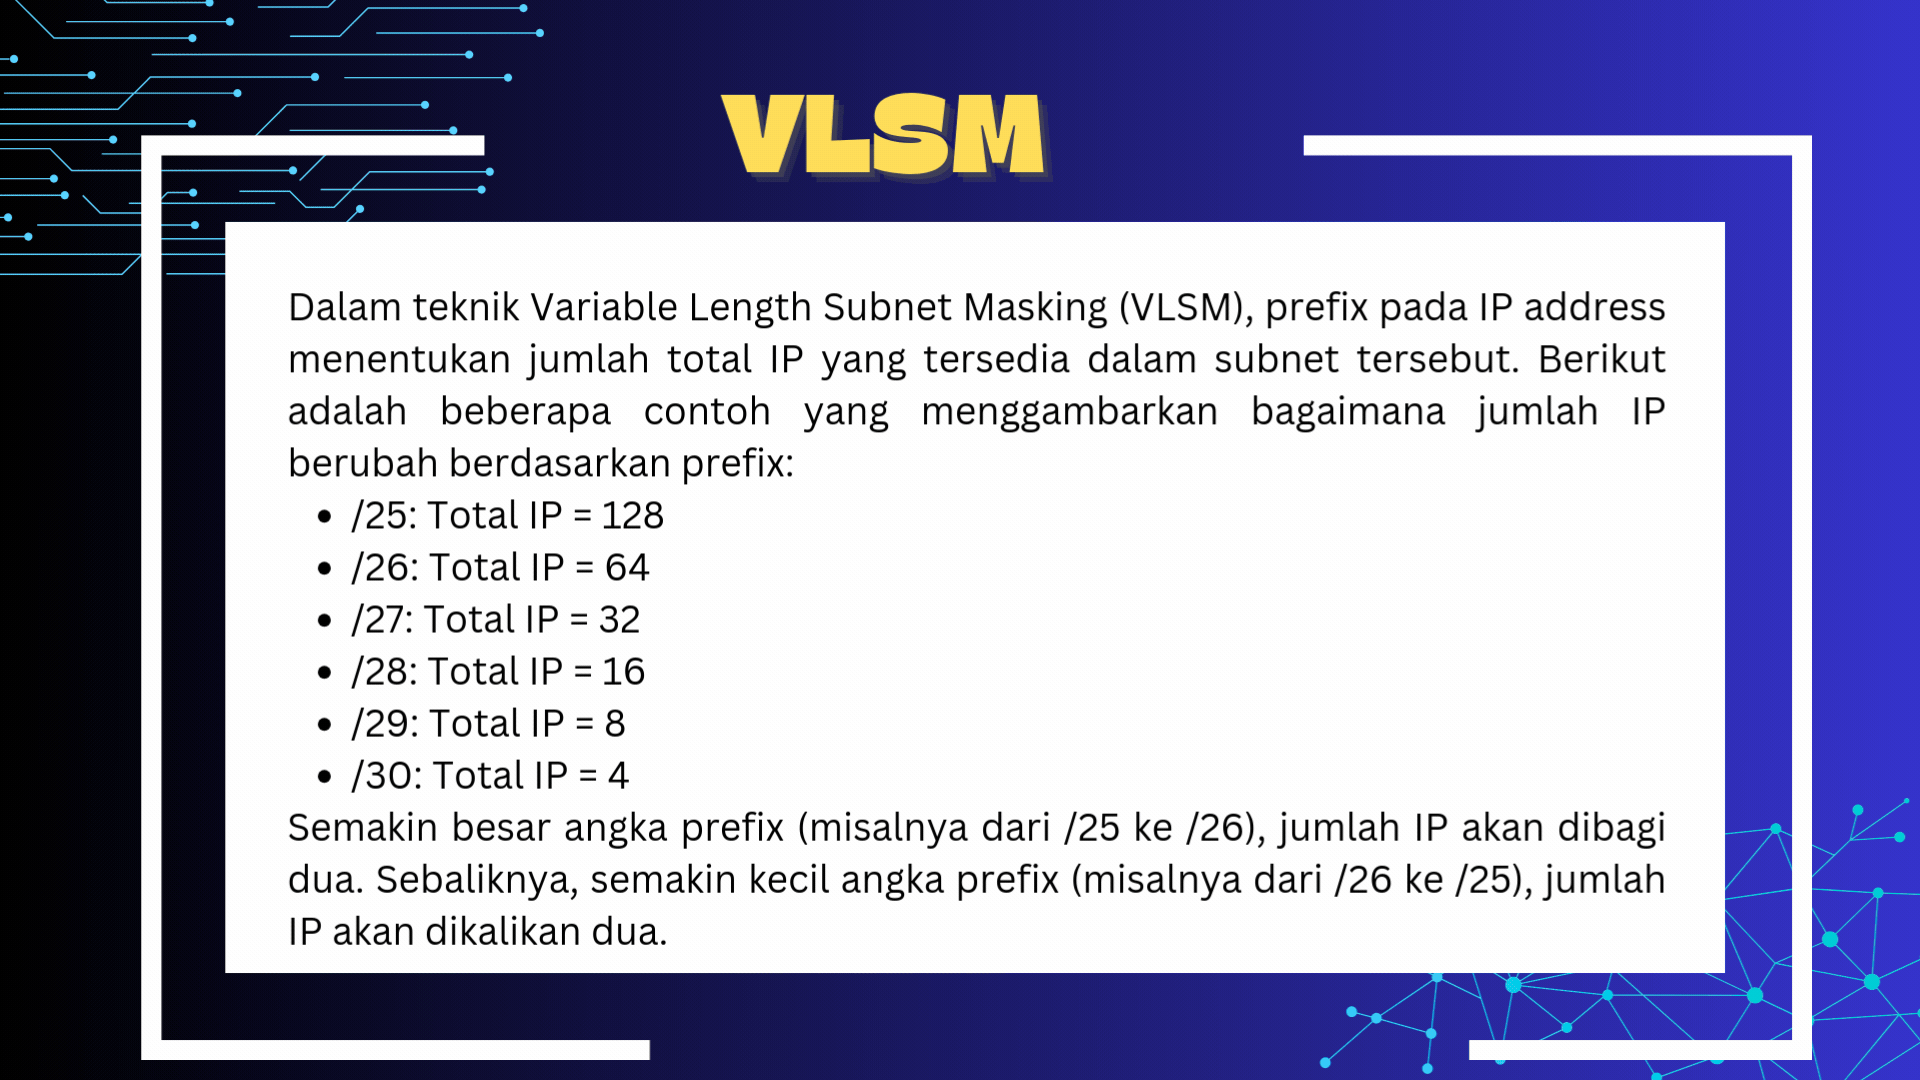 VLSM
Dalam teknik Variable Length Subnet Masking (VLSM), prefix pada IP address
menentukan jumlah total IP yang tersedia dalam subnet tersebut. Berikut
adalah beberapa contoh yang menggambarkan bagaimana jumlah IP
berubah berdasarkan prefix:
• /25: Total IP = 128
• /26: Total IP = 64
• /27: Total IP = 32
• /28: Total IP = 16
• /29: Total IP = 8
• /30: Total IP = 4
Semakin besar angka prefix (misalnya dari /25 ke /26), jumlah IP akan dibagi
dua. Sebaliknya, semakin kecil angka prefix (misalnya dari /26 ke /25), jumlah
IP akan dikalikan dua.